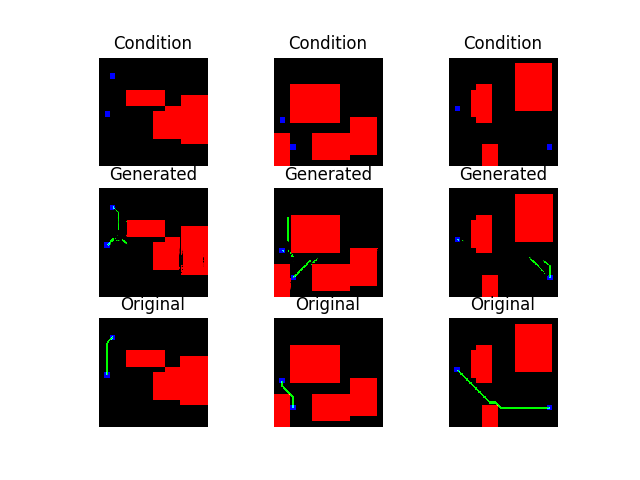 Condition Condition Condition
Generated Generated Generated
Original Original Original